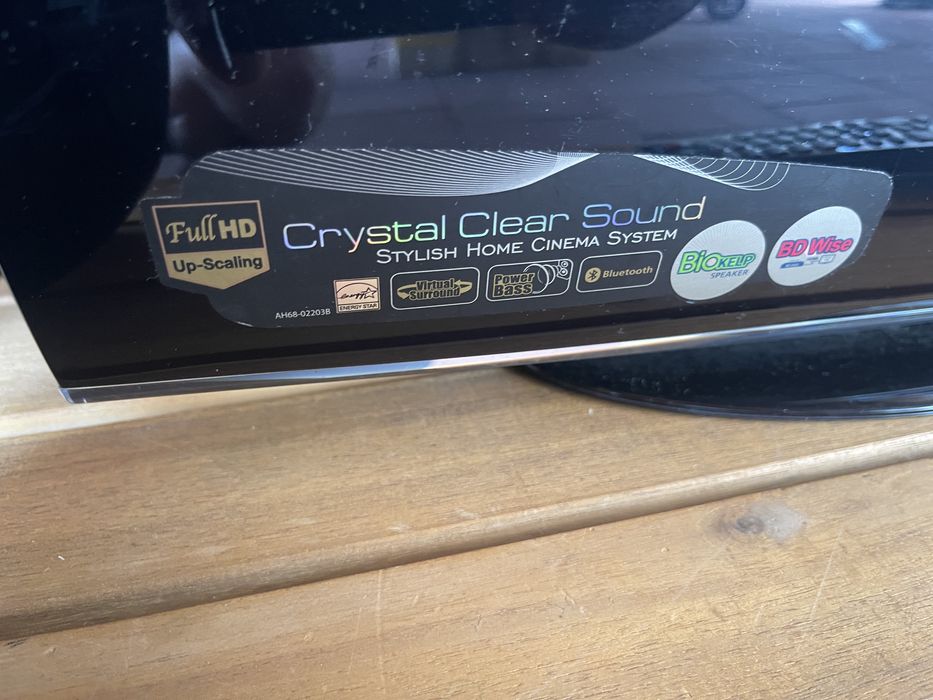 Full HD
Up-Scaling
Crystal Clear Sound
STYLISH HOME CINEMA SYSTEM
ENERGY STAR
Virtual
Surround
Power
Bass
Bluetooth
BioKELP
SPEAKER
BD Wise
AH68-02203B